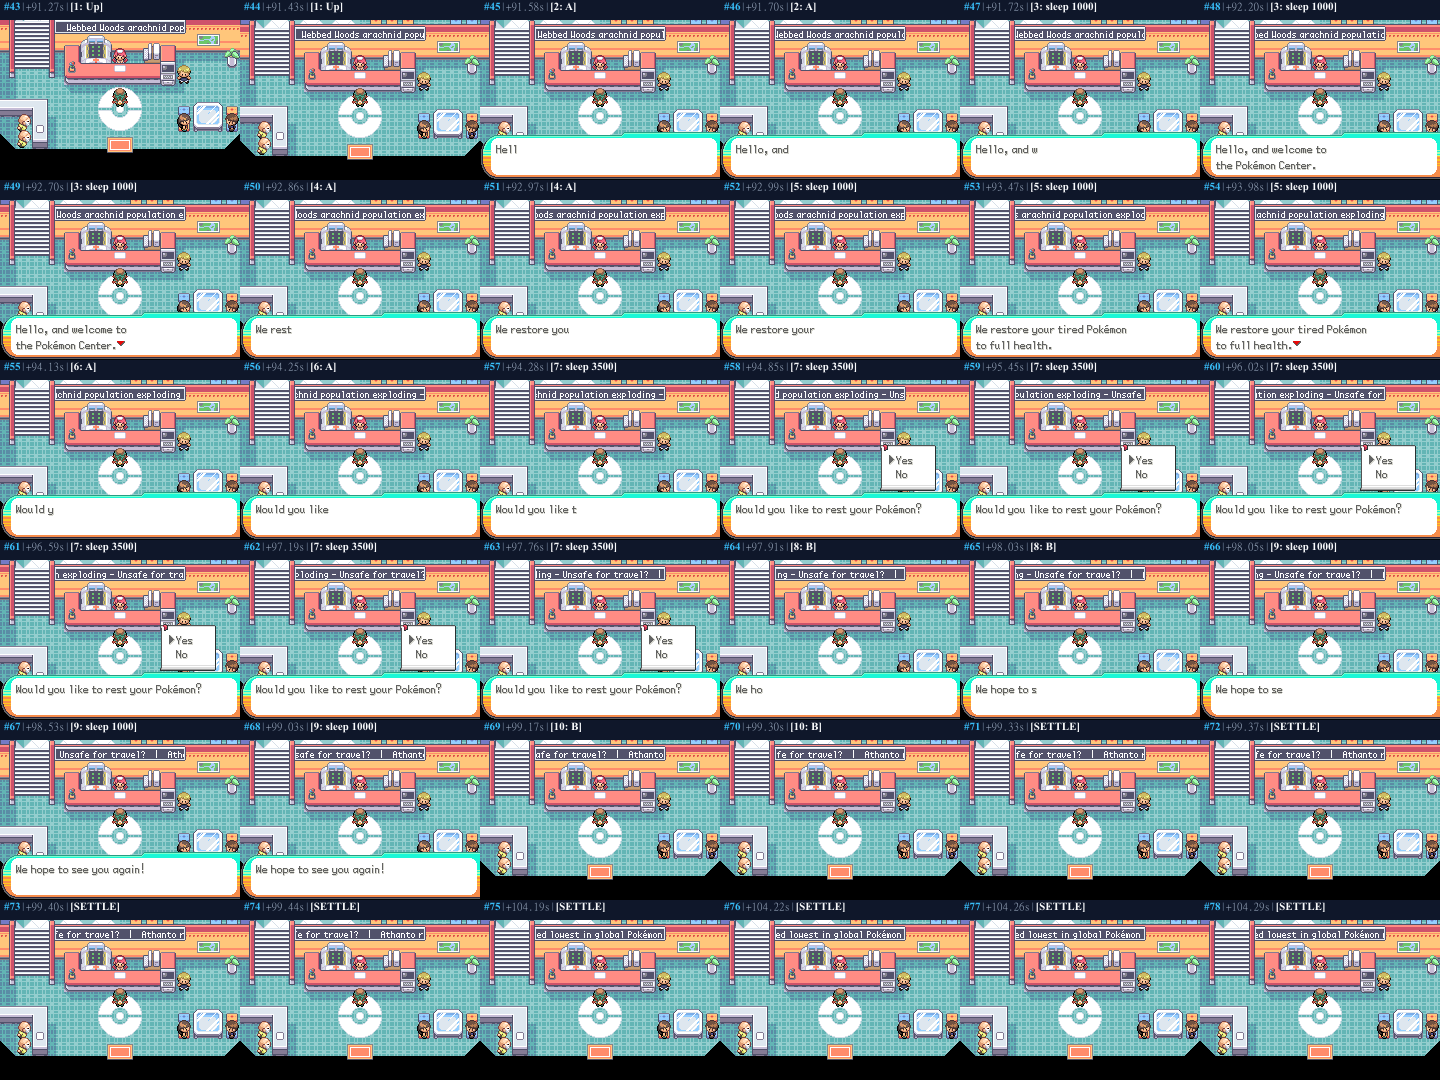 #43 | +91.27s | [1: Up]
Webbed Woods arachnid pop
#44 | +91.43s | [1: Up]
Webbed Woods arachnid popu
#45 | +91.58s | [2: A]
Webbed Woods arachnid popul
Hell
#46 | +91.70s | [2: A]
Webbed Woods arachnid popula
Hello, and
#47 | +91.72s | [3: sleep 1000]
Webbed Woods arachnid popula
Hello, and w
#48 | +92.20s | [3: sleep 1000]
bed Woods arachnid populatio
Hello, and welcome to
the Pokémon Center.
#49 | +92.70s | [3: sleep 1000]
Woods arachnid population e
Hello, and welcome to
the Pokémon Center.
#50 | +92.86s | [4: A]
Woods arachnid population ex
We rest
#51 | +92.97s | [4: A]
oods arachnid population exp
We restore you
#52 | +92.99s | [5: sleep 1000]
oods arachnid population exp
We restore your
#53 | +93.47s | [5: sleep 1000]
s arachnid population explod
We restore your tired Pokémon
to full health.
#54 | +93.98s | [5: sleep 1000]
achnid population exploding
We restore your tired Pokémon
to full health.
#55 | +94.13s | [6: A]
achnid population exploding
Would y
#56 | +94.25s | [6: A]
hnid population exploding -
Would you like
#57 | +94.28s | [7: sleep 3500]
hnid population exploding -
Would you like t
#58 | +94.85s | [7: sleep 3500]
d population exploding - Uns
Yes
No
Would you like to rest your Pokémon?
#59 | +95.45s | [7: sleep 3500]
pulation exploding - Unsafe
Yes
No
Would you like to rest your Pokémon?
#60 | +96.02s | [7: sleep 3500]
tion exploding - Unsafe for
Yes
No
Would you like to rest your Pokémon?
#61 | +96.59s | [7: sleep 3500]
n exploding - Unsafe for tra
Yes
No
Would you like to rest your Pokémon?
#62 | +97.19s | [7: sleep 3500]
ploding - Unsafe for travel?
Yes
No
Would you like to rest your Pokémon?
#63 | +97.76s | [7: sleep 3500]
ding - Unsafe for travel? |
Yes
No
Would you like to rest your Pokémon?
#64 | +97.91s | [8: B]
ng - Unsafe for travel? |
We ho
#65 | +98.03s | [8: B]
ng - Unsafe for travel? |
We hope to s
#66 | +98.05s | [9: sleep 1000]
ng - Unsafe for travel? |
We hope to se
#67 | +98.53s | [9: sleep 1000]
Unsafe for travel? | Ath
We hope to see you again!
#68 | +99.03s | [9: sleep 1000]
safe for travel? | Athant
We hope to see you again!
#69 | +99.17s | [10: B]
afe for travel? | Athanto
#70 | +99.30s | [10: B]
fe for travel? | Athanto
#71 | +99.33s | [SETTLE]
fe for travel? | Athanto r
#72 | +99.37s | [SETTLE]
fe for travel? | Athanto r
#73 | +99.40s | [SETTLE]
fe for travel? | Athanto r
#74 | +99.44s | [SETTLE]
e for travel? | Athanto r
#75 | +104.19s | [SETTLE]
ed lowest in global Pokémon
#76 | +104.22s | [SETTLE]
ed lowest in global Pokémon
#77 | +104.26s | [SETTLE]
ed lowest in global Pokémon
#78 | +104.29s | [SETTLE]
ed lowest in global Pokémon